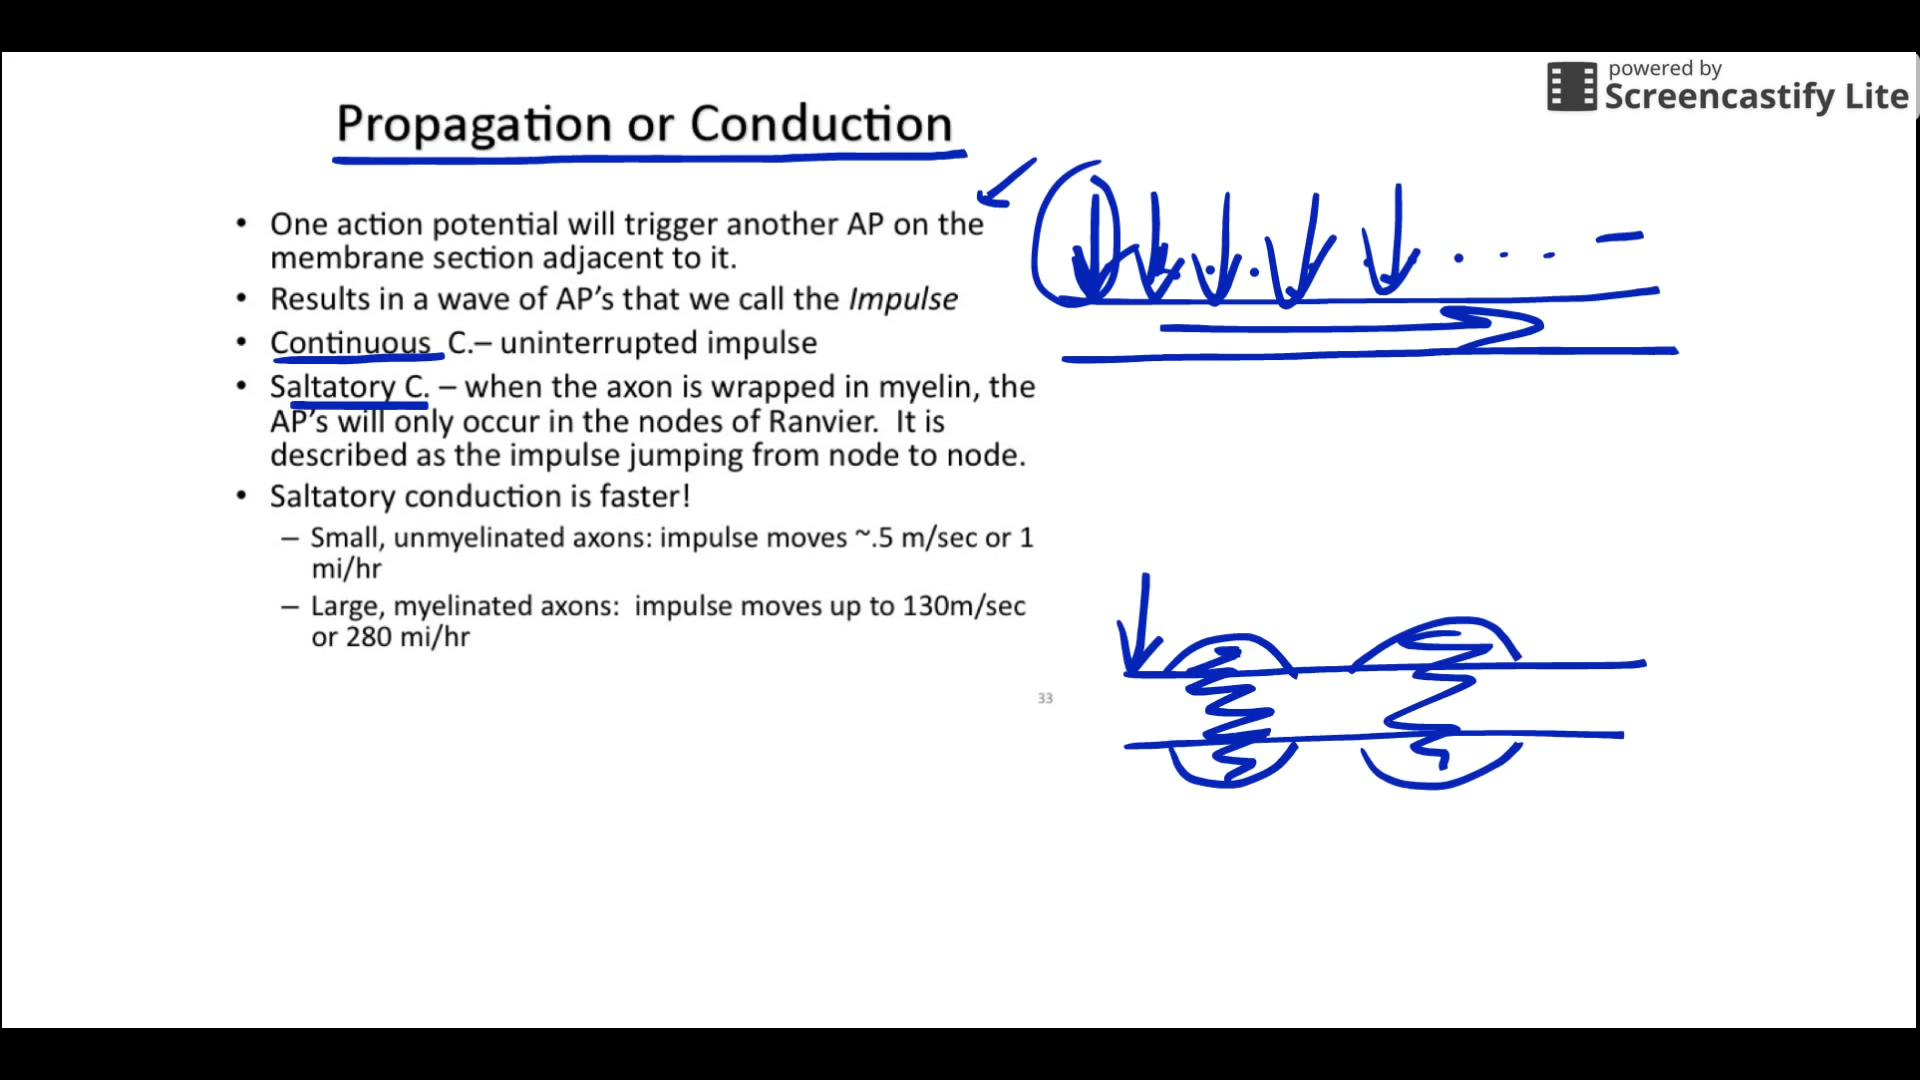 powered by
Screencastify Lite
Propagation or Conduction
• One action potential will trigger another AP on the
membrane section adjacent to it.
• Results in a wave of AP’s that we call the Impulse
• Continuous C.– uninterrupted impulse
• Saltatory C. – when the axon is wrapped in myelin, the
AP’s will only occur in the nodes of Ranvier. It is
described as the impulse jumping from node to node.
• Saltatory conduction is faster!
– Small, unmyelinated axons: impulse moves ~.5 m/sec or 1
mi/hr
– Large, myelinated axons: impulse moves up to 130m/sec
or 280 mi/hr
33